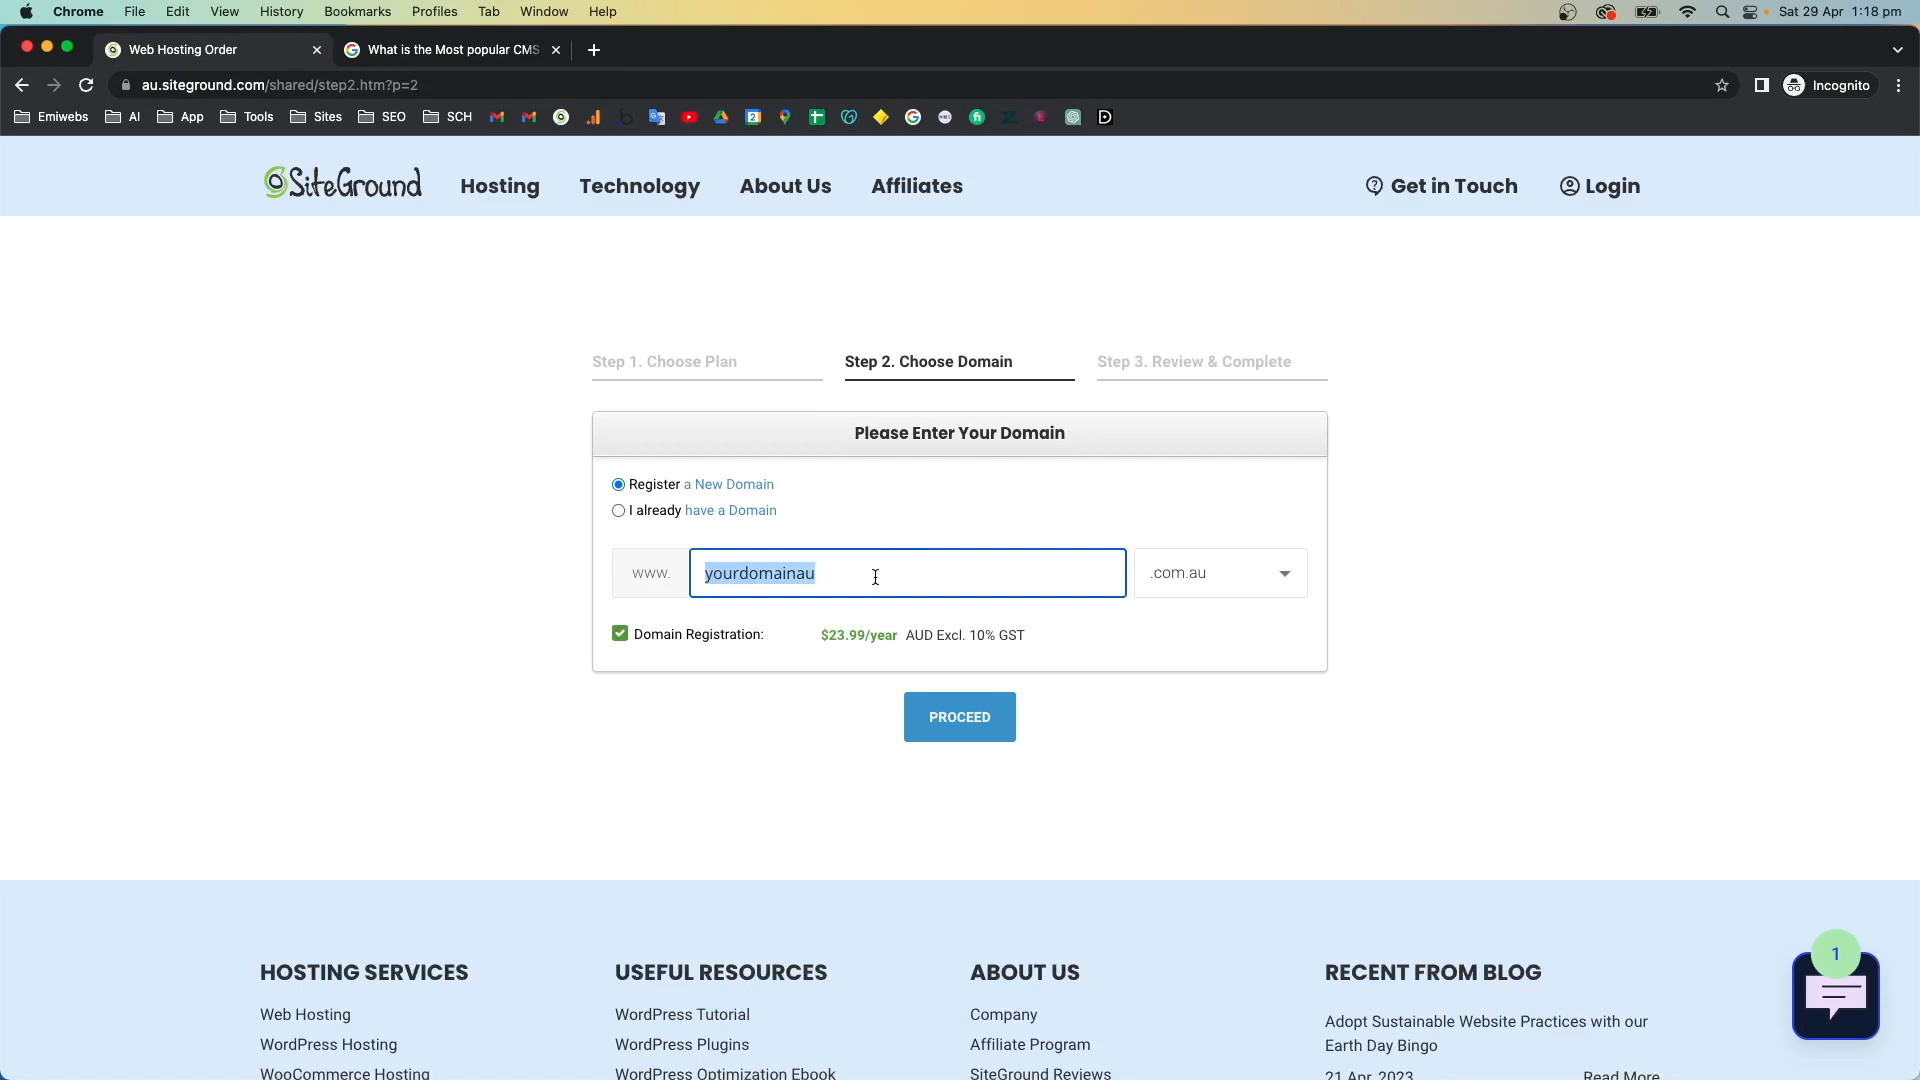 Chrome File Edit View History Bookmarks Profiles Tab Window Help Sat 29 Apr 1:18 pm
Web Hosting Order What is the Most popular CMS
au.siteground.com/shared/step2.htm?p=2 Incognito
Emiwebs AI App Tools Sites SEO SCH
SiteGround Hosting Technology About Us Affiliates Get in Touch Login
Step 1. Choose Plan Step 2. Choose Domain Step 3. Review & Complete
Please Enter Your Domain
Register a New Domain
I already have a Domain
www. yourdomainau .com.au
Domain Registration: $23.99/year AUD Excl. 10% GST
PROCEED
1
HOSTING SERVICES USEFUL RESOURCES ABOUT US RECENT FROM BLOG
Web Hosting WordPress Tutorial Company Adopt Sustainable Website Practices with our
Earth Day Bingo
WordPress Hosting WordPress Plugins Affiliate Program
WooCommerce Hosting WordPress Optimization Ebook SiteGround Reviews 21 Apr, 2023 Read More